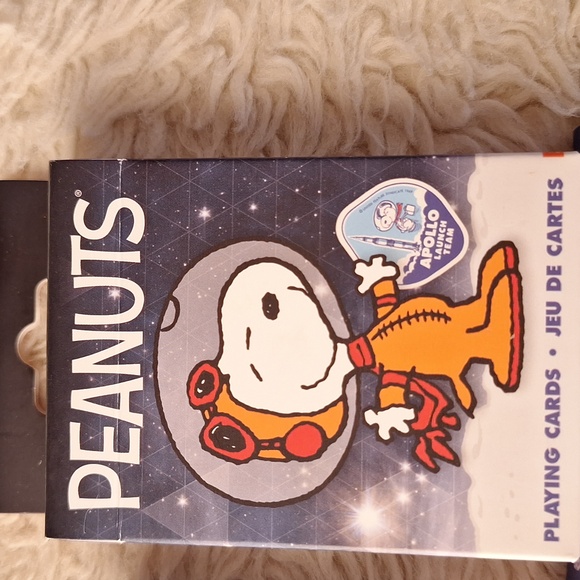 PEANUTS®
APOLLO
LAUNCH
TEAM
PLAYING CARDS • JEU DE CARTES